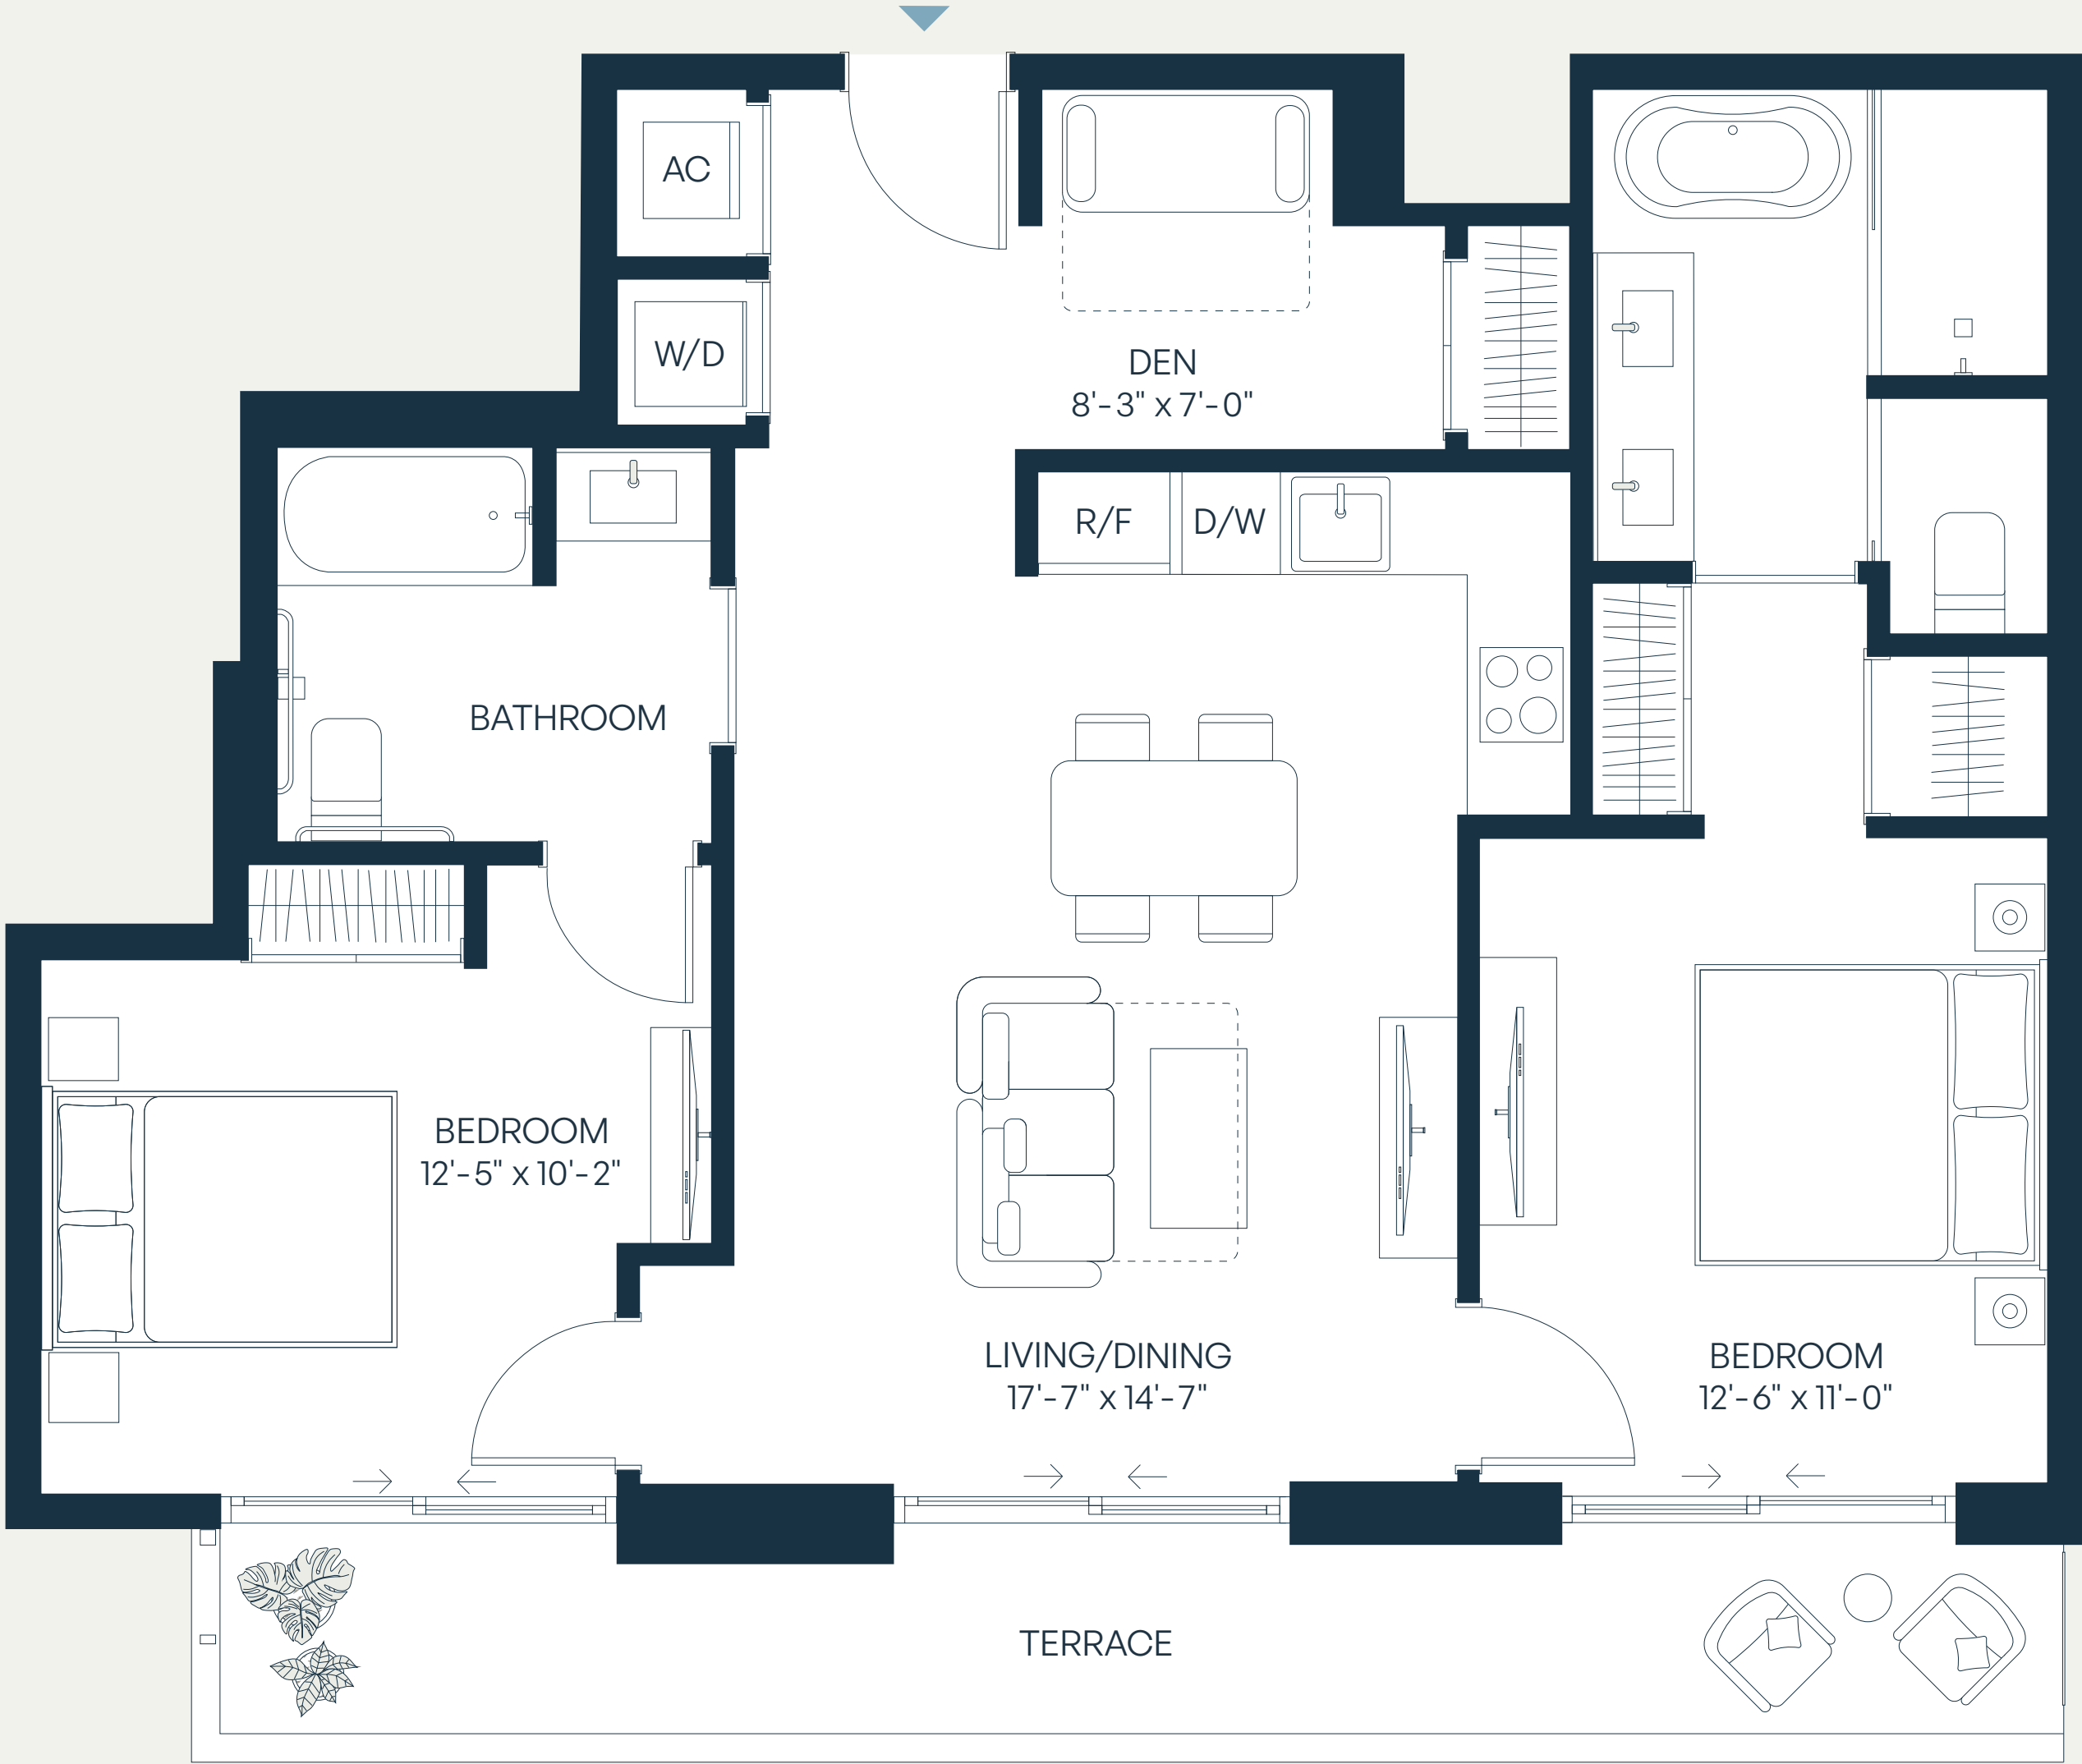 AC
W/D
DEN
8'-3" x 7'-0"
R/F
D/W
BATHROOM
BEDROOM
12'-5" x 10'-2"
LIVING/DINING
17'-7" x 14'-7"
BEDROOM
12'-6" x 11'-0"
TERRACE